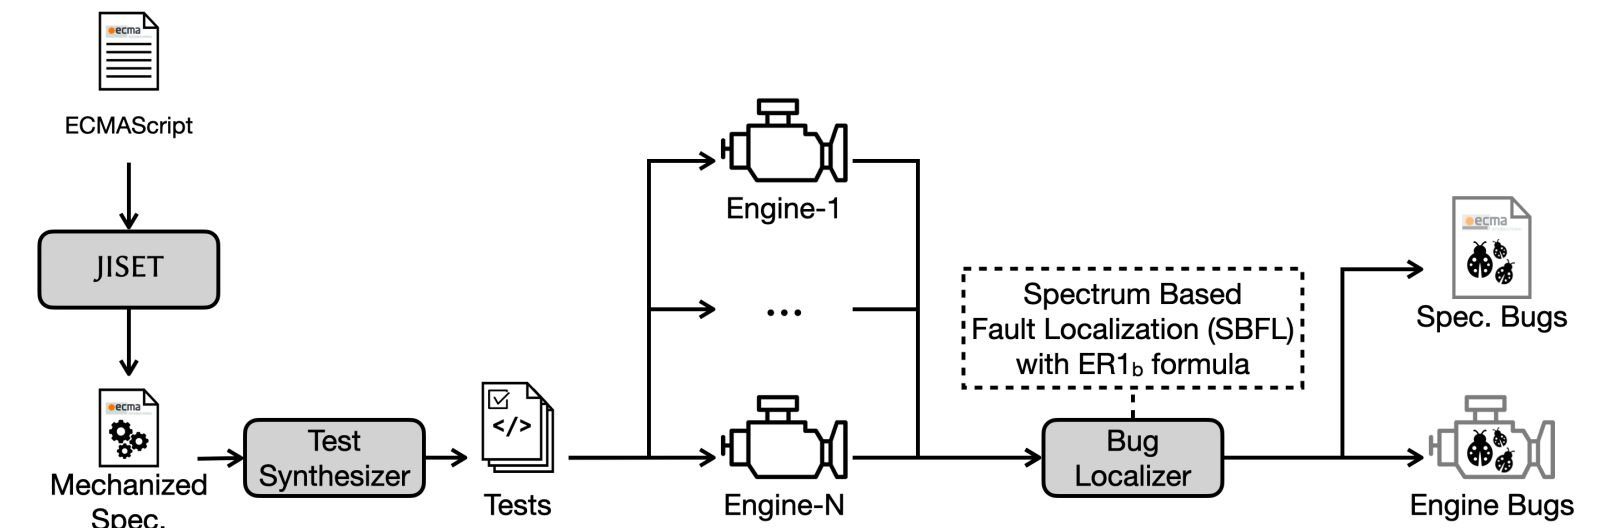 ecma
ECMAScript
JISET
ecma
Mechanized
Spec.
Test
Synthesizer
</>
Tests
Engine-1
...
Engine-N
Spectrum Based
Fault Localization (SBFL)
with ER1b formula
Bug
Localizer
ecma
Spec. Bugs
Engine Bugs